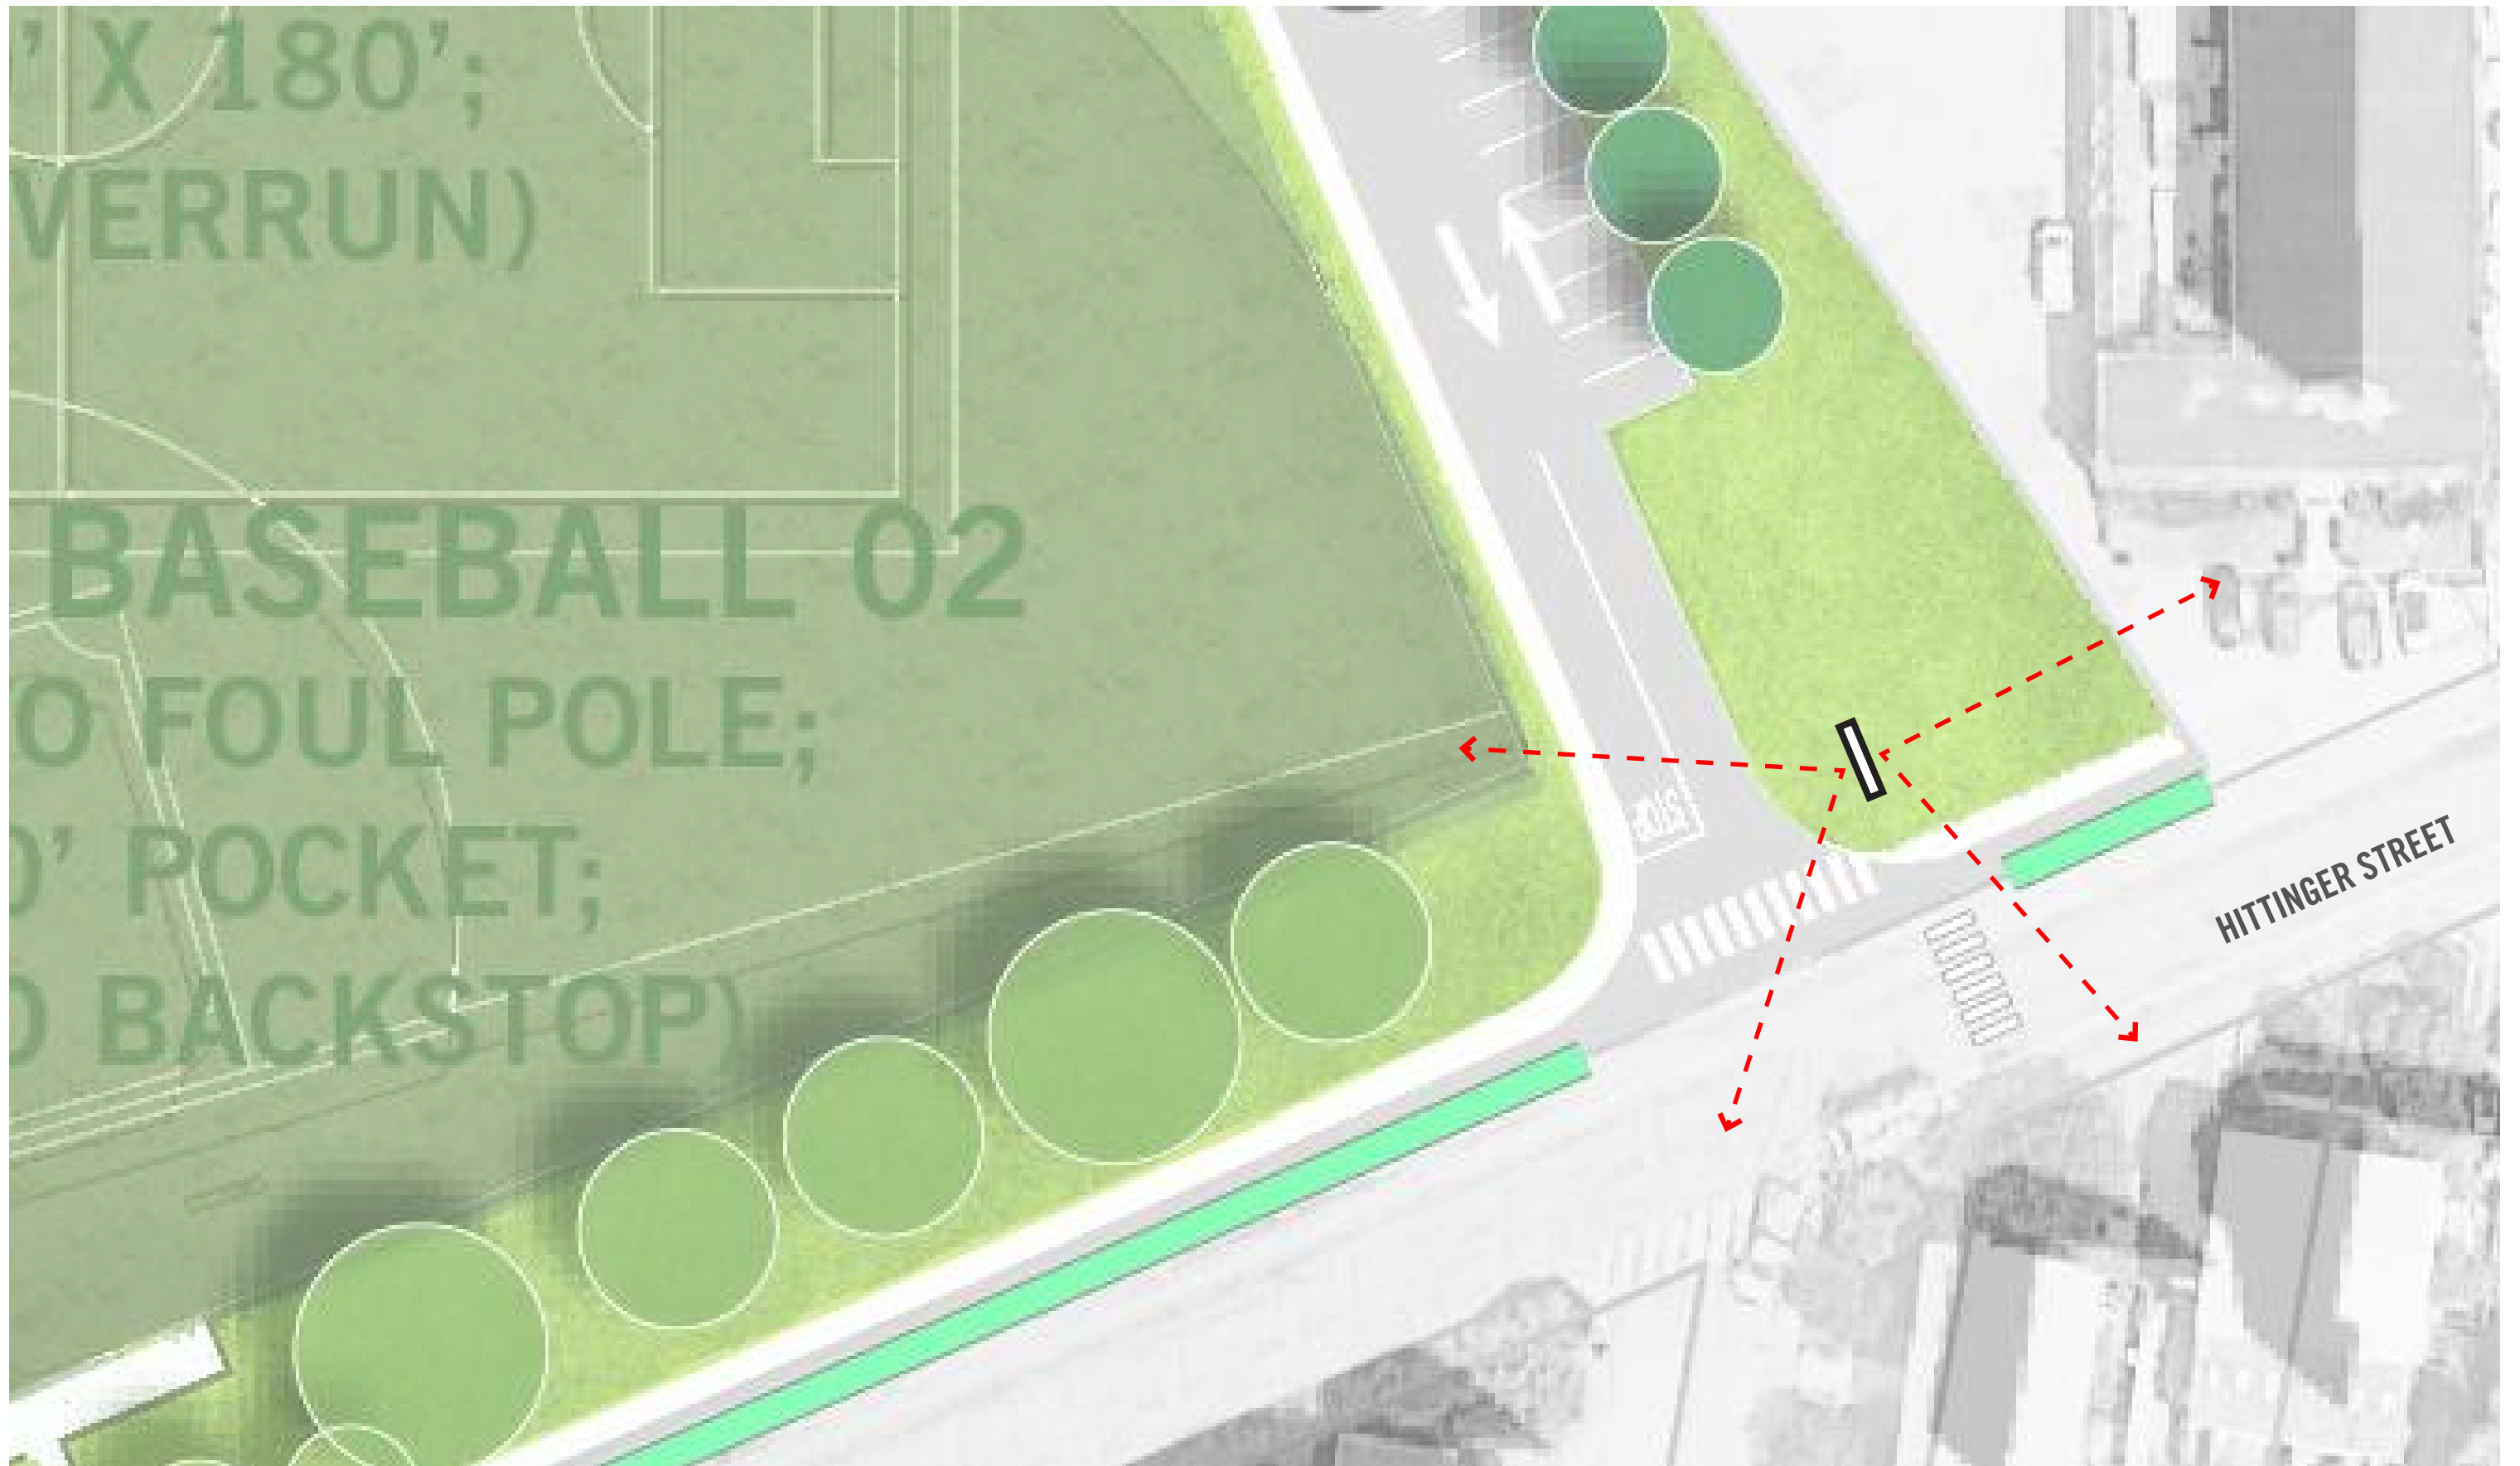 ' X 180';
VERRUN)
BASEBALL 02
O FOUL POLE;
0' POCKET;
BACKSTOP)
BUS
HITTINGER STREET